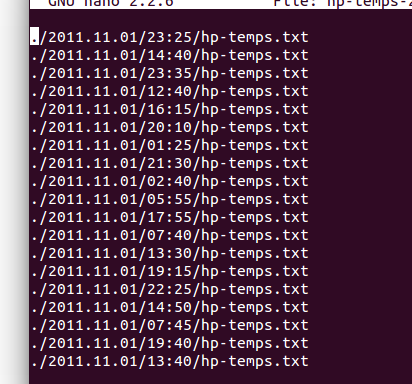 GNU nano 2.2.6 File: hp-temps-2
./2011.11.01/23:25/hp-temps.txt
./2011.11.01/14:40/hp-temps.txt
./2011.11.01/23:35/hp-temps.txt
./2011.11.01/12:40/hp-temps.txt
./2011.11.01/16:15/hp-temps.txt
./2011.11.01/20:10/hp-temps.txt
./2011.11.01/01:25/hp-temps.txt
./2011.11.01/21:30/hp-temps.txt
./2011.11.01/02:40/hp-temps.txt
./2011.11.01/05:55/hp-temps.txt
./2011.11.01/17:55/hp-temps.txt
./2011.11.01/07:40/hp-temps.txt
./2011.11.01/13:30/hp-temps.txt
./2011.11.01/19:15/hp-temps.txt
./2011.11.01/22:25/hp-temps.txt
./2011.11.01/14:50/hp-temps.txt
./2011.11.01/07:45/hp-temps.txt
./2011.11.01/19:40/hp-temps.txt
./2011.11.01/13:40/hp-temps.txt